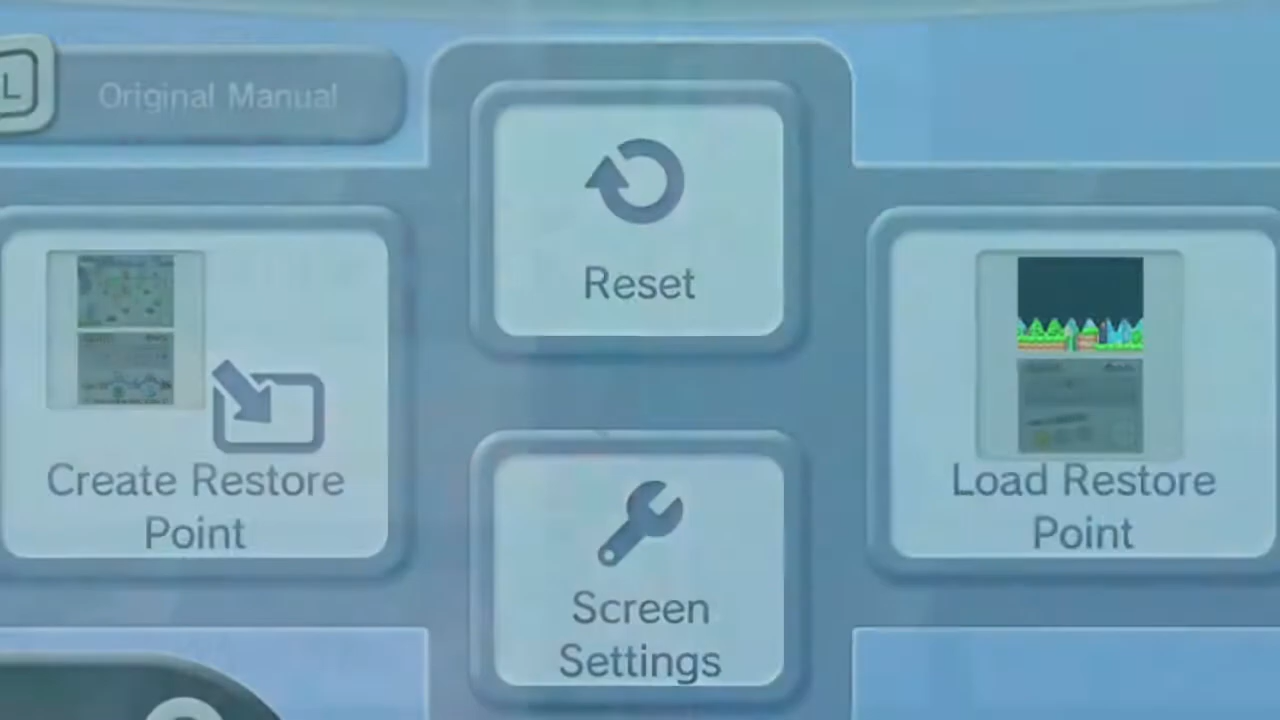 L
Original Manual
Reset
Create Restore
Point
Load Restore
Point
Screen
Settings